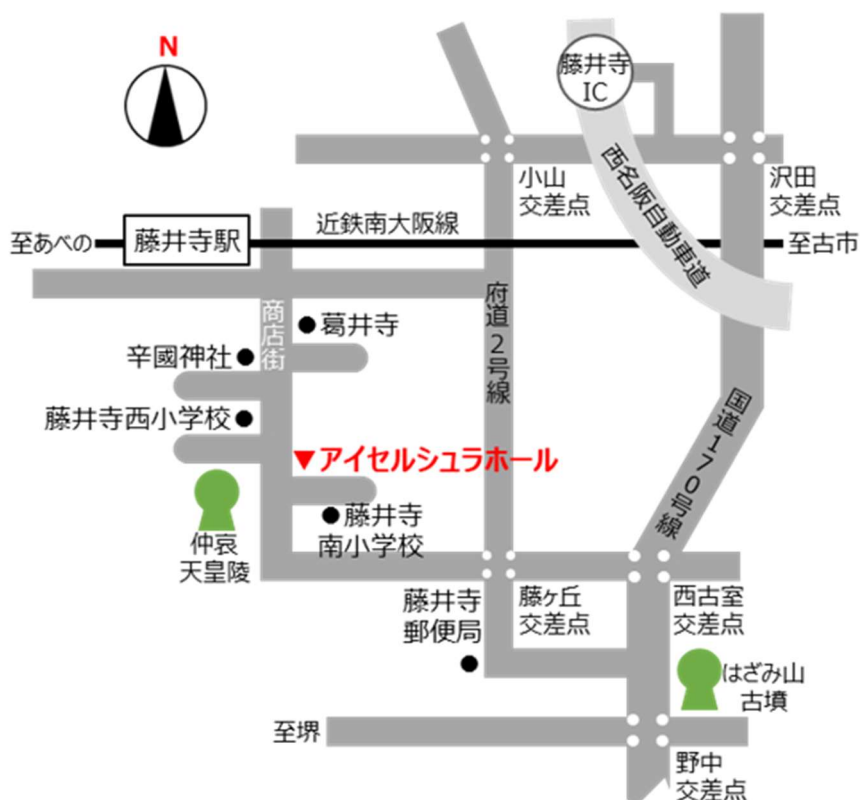 N
藤井寺
IC
小山
交差点
沢田
交差点
西名阪自動車道
近鉄南大阪線
至あべの
藤井寺駅
至古市
商店街
葛井寺
辛國神社
府道2号線
藤井寺西小学校
国道170号線
▼アイセルシュラホール
藤井寺
南小学校
仲哀
天皇陵
藤井寺
郵便局
藤ヶ丘
交差点
西古室
交差点
はざみ山
古墳
至堺
野中
交差点